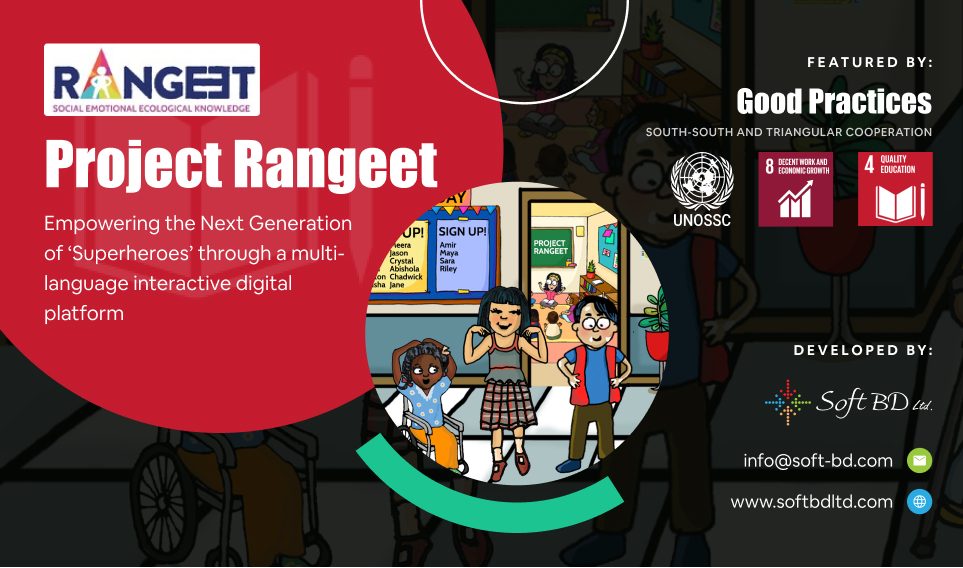 RANGEET
SOCIAL EMOTIONAL ECOLOGICAL KNOWLEDGE
Project Rangeet
Empowering the Next Generation
of ‘Superheroes’ through a multi-
language interactive digital
platform
DAY
UP!
Meera
Jason
Crystal
Abishola
Chadwick
Jane
SIGN UP!
Amir
Maya
Sara
Riley
PROJECT
RANGEET
FEATURED BY:
Good Practices
SOUTH-SOUTH AND TRIANGULAR COOPERATION
UNOSSC
8 DECENT WORK AND
ECONOMIC GROWTH
4 QUALITY
EDUCATION
DEVELOPED BY:
Soft BD Ltd.
info@soft-bd.com
www.softbdltd.com